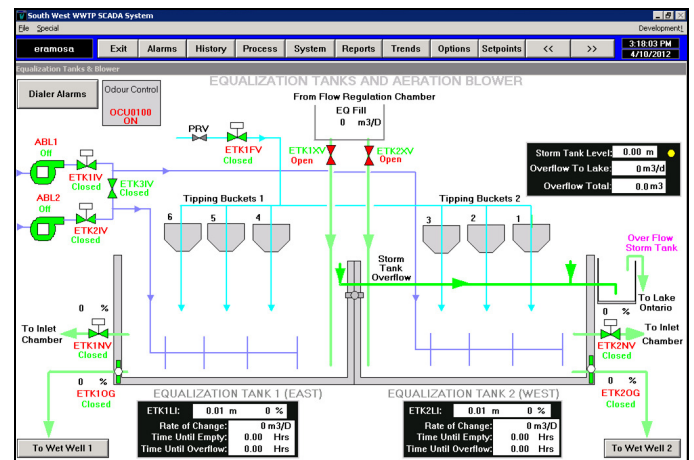 South West WWTP SCADA System
File Special Development!
eramosa Exit Alarms History Process System Reports Trends Options Setpoints << >> 3:18:03 PM
4/10/2012
Equalization Tanks & Blower
EQUALIZATION TANKS AND AERATION BLOWER
Dialer Alarms
Odour Control
OCU0100
ON
From Flow Regulation Chamber
EQ Fill
0 m3/D
PRV
ETK1FV
Closed
ETK1XV
Open
ETK2XV
Open
ABL1
Off
ETK1IV
Closed
ETK3IV
Closed
ABL2
Off
ETK2IV
Closed
Storm Tank Level: 0.00 m
Overflow To Lake: 0 m3/d
Overflow Total: 0.0 m3
Tipping Buckets 1
6 5 4
Tipping Buckets 2
3 2 1
Storm
Tank
Overflow
Over Flow
Storm Tank
To Lake
Ontario
0 %
To Inlet
Chamber
ETK1NV
Closed
0 %
ETK1OG
Closed
0 %
To Inlet
Chamber
ETK2NV
Closed
0 %
ETK2OG
Closed
EQUALIZATION TANK 1 (EAST)
ETK1LI: 0.01 m 0 %
Rate of Change: 0 m3/D
Time Until Empty: 0.00 Hrs
Time Until Overflow: 0.00 Hrs
EQUALIZATION TANK 2 (WEST)
ETK2LI: 0.01 m 0 %
Rate of Change: 0 m3/D
Time Until Empty: 0.00 Hrs
Time Until Overflow: 0.00 Hrs
To Wet Well 1
To Wet Well 2